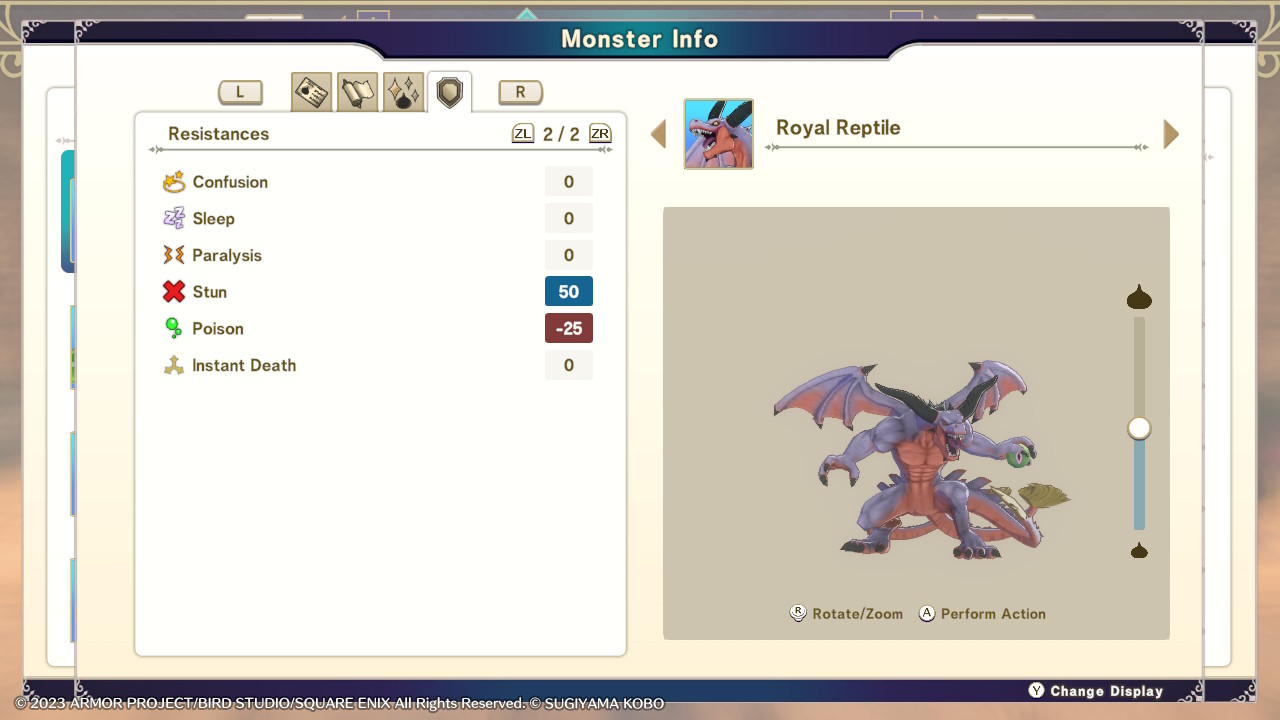 Monster Info
L
R
Resistances
ZL 2 / 2 ZR
Royal Reptile
Confusion 0
Sleep 0
Paralysis 0
Stun 50
Poison -25
Instant Death 0
R Rotate/Zoom A Perform Action
Y Change Display
© 2023 ARMOR PROJECT/BIRD STUDIO/SQUARE ENIX All Rights Reserved. © SUGIYAMA KOBO